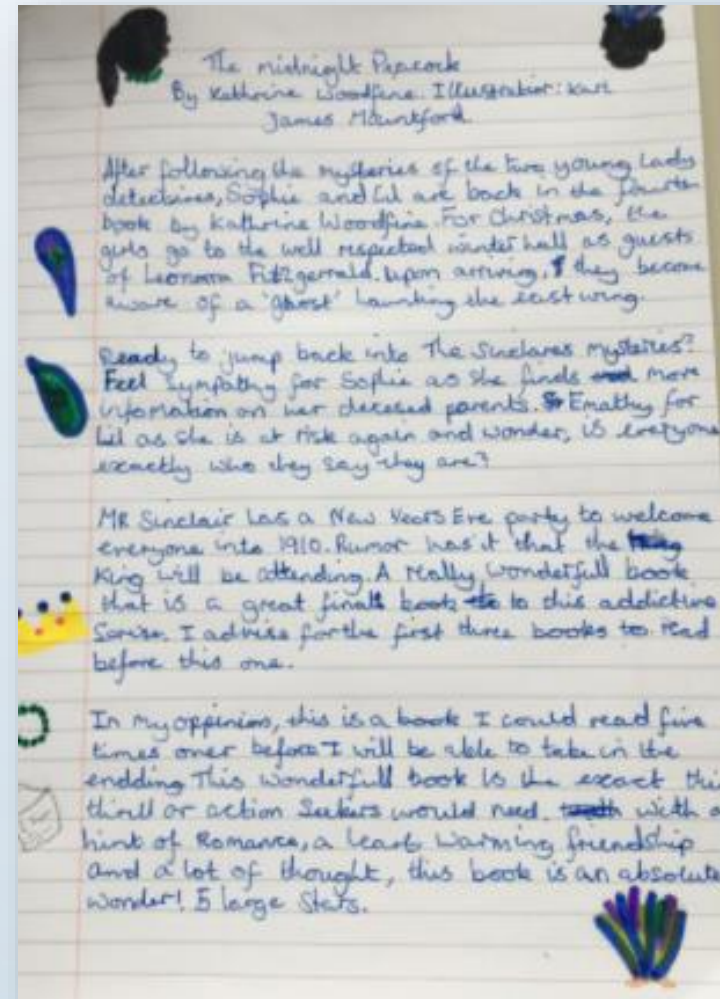 The midnight Peacock
By Kathrine Woodfine. Illustrator: Karl
James Mountford
After following the mysteries of the two young Lady
detectives, Sophie and Lil are back in the fourth
book by Kathrine Woodfine. For Christmas, the
girls go to the well respected winter hall as guests
of Leonora Fitzgerrald. Upon arriving, they become
aware of a 'ghost' haunting the east wing.
Ready to jump back into The Sinclares mysteries?
Feel Sympathy for Sophie as she finds more
infomation on her decesed parents. Emathy for
Lil as she is at risk again and wonder, is everyone
exactly who they say they are?
MR Sinclair has a New Years Eve party to welcome
everyone into 1910. Rumor has it that the
King will be attending. A really wonderfull book
that is a great final book to this addictive
I advise for the first three books to read
before this one.
In my oppinion, this is a book I could read five
times over before I will be able to take in the
endding This wonderfull book is the exact
thrill or action Seekers would need. with a
hint of Romance, a heart warming friendship
and a lot of thought, this book is an absolute
wonder! 5 large Stars.